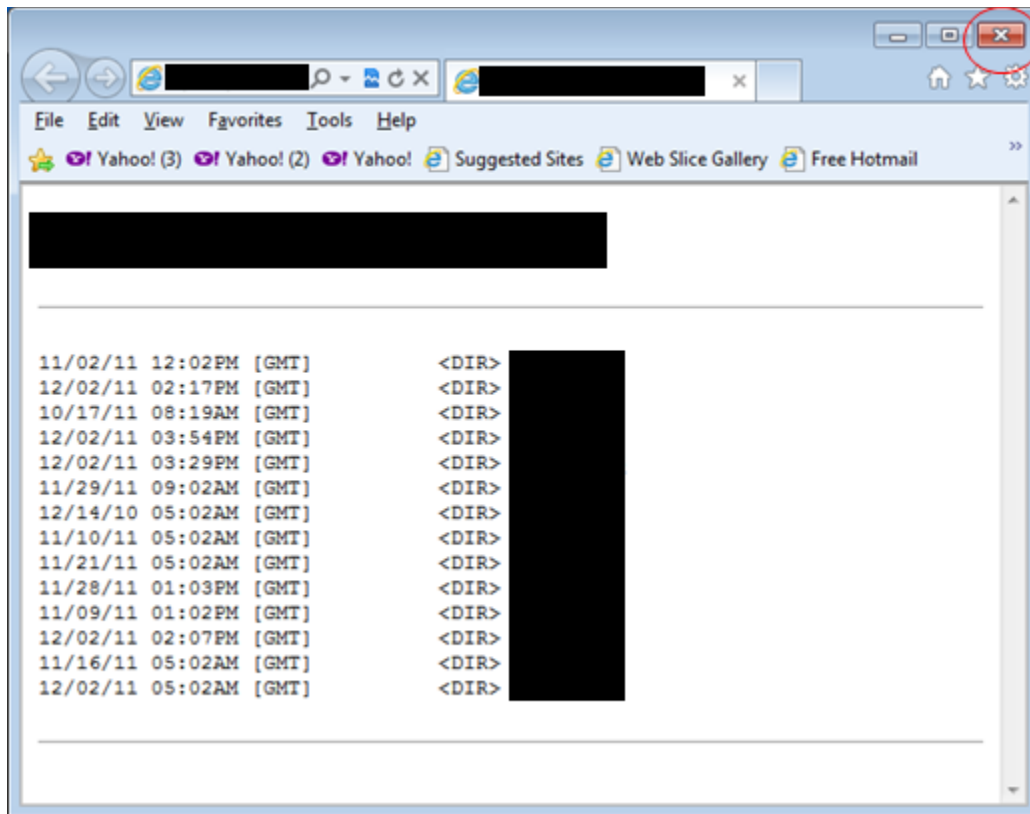 File Edit View Favorites Tools Help
Yahoo! (3) Yahoo! (2) Yahoo! Suggested Sites Web Slice Gallery Free Hotmail
11/02/11 12:02PM [GMT] <DIR>
12/02/11 02:17PM [GMT] <DIR>
10/17/11 08:19AM [GMT] <DIR>
12/02/11 03:54PM [GMT] <DIR>
12/02/11 03:29PM [GMT] <DIR>
11/29/11 09:02AM [GMT] <DIR>
12/14/10 05:02AM [GMT] <DIR>
11/10/11 05:02AM [GMT] <DIR>
11/21/11 05:02AM [GMT] <DIR>
11/28/11 01:03PM [GMT] <DIR>
11/09/11 01:02PM [GMT] <DIR>
12/02/11 02:07PM [GMT] <DIR>
11/16/11 05:02AM [GMT] <DIR>
12/02/11 05:02AM [GMT] <DIR>